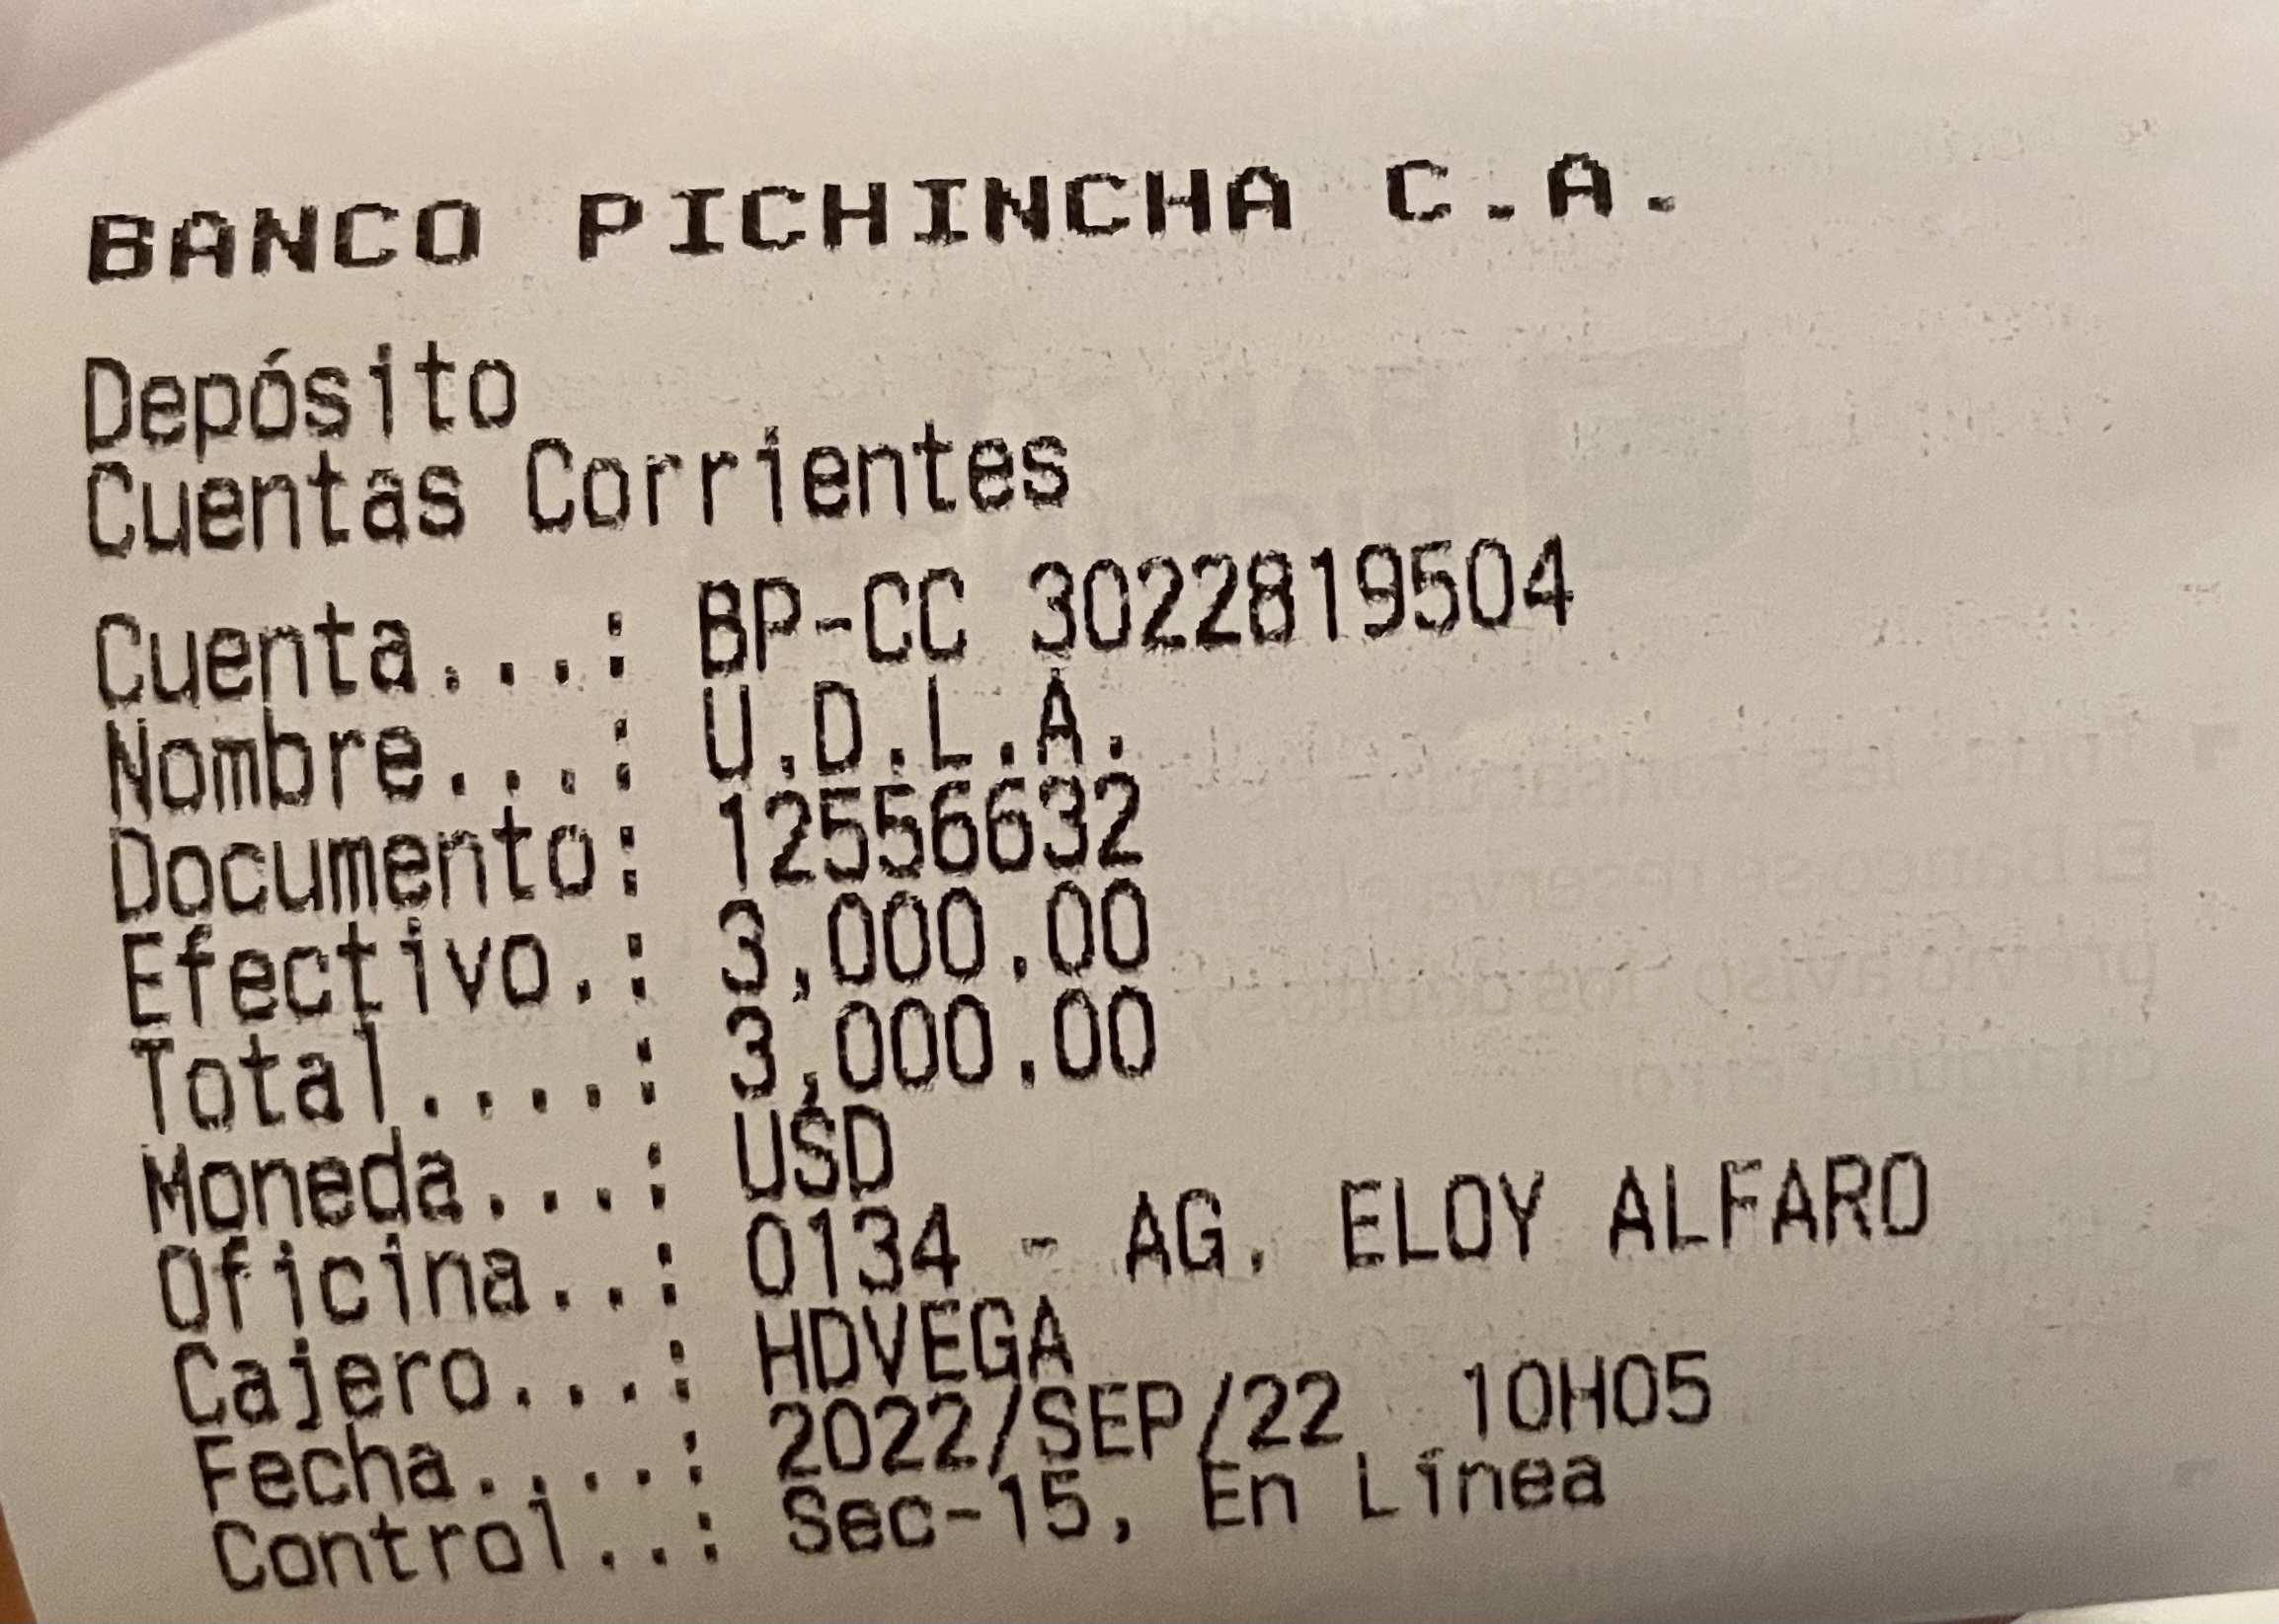 BANCO PICHINCHA C.A.
Depósito
Cuentas Corrientes
Cuenta...: BP-CC 3022819504
Nombre...: U.D.L.A.
Documento: 12556632
Efectivo.: 3,000.00
Total....: 3,000.00
Moneda...: USD
Oficina..: 0134 - AG. ELOY ALFARO
Cajero...: HDVEGA
Fecha....: 2022/SEP/22 10H05
Control..: Sec-15, En Línea